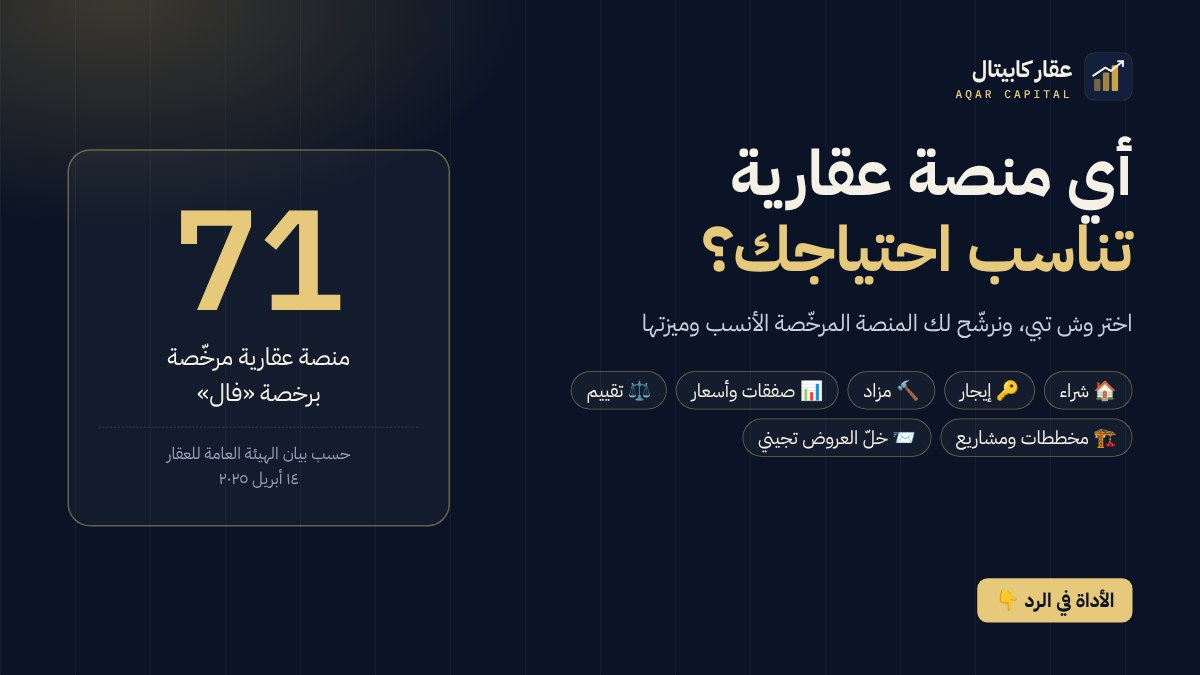 عقار كابيتال
AQAR CAPITAL
أي منصة عقارية
تناسب احتياجك؟
اختر وش تبي، ونرشّح لك المنصة المرخّصة الأنسب وميزتها
🏠 شراء
🔑 إيجار
🔨 مزاد
📊 صفقات وأسعار
⚖️ تقييم
🏗️ مخططات ومشاريع
📨 خلّ العروض تجيني
71
منصة عقارية مرخّصة
برخصة «فال»
حسب بيان الهيئة العامة للعقار
١٤ أبريل ٢٠٢٥
الأداة في الرد 👇